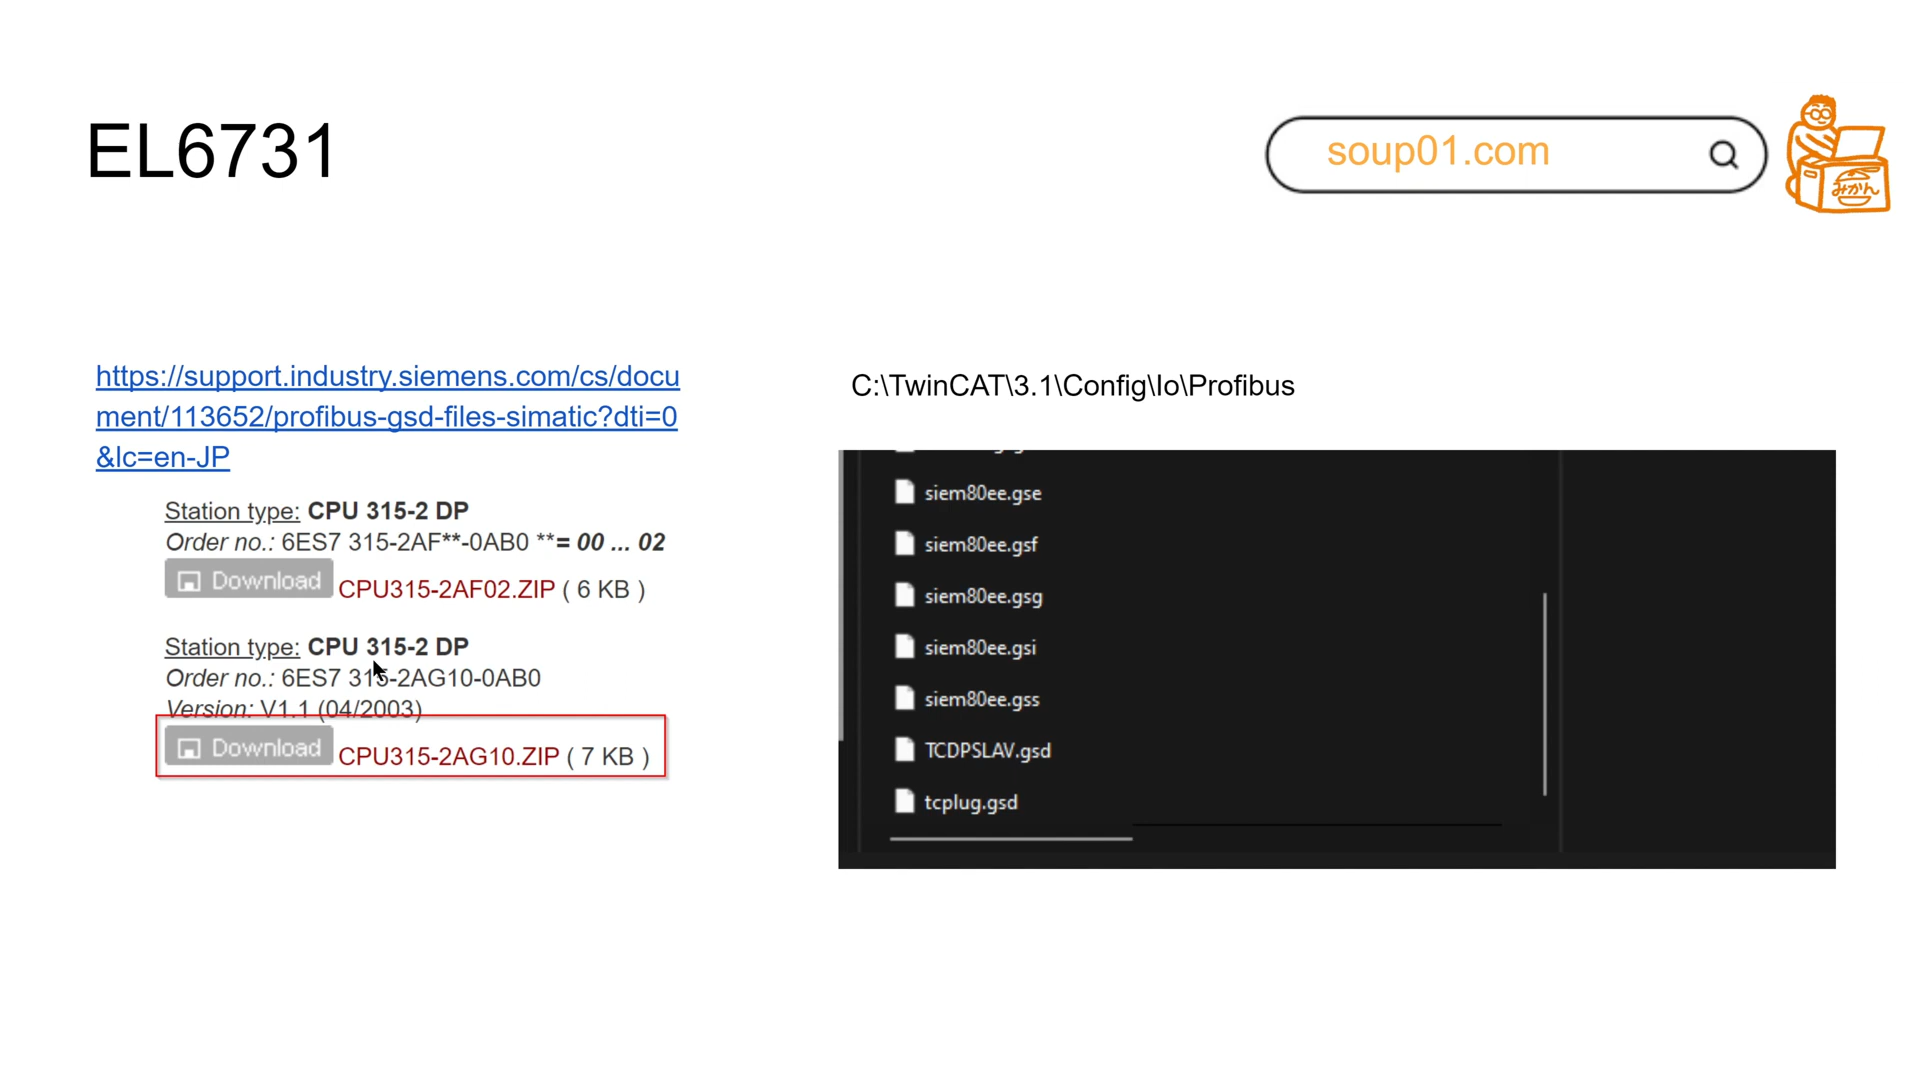 EL6731
soup01.com
みかん
https://support.industry.siemens.com/cs/docu
ment/113652/profibus-gsd-files-simatic?dti=0
&lc=en-JP
Station type: CPU 315-2 DP
Order no.: 6ES7 315-2AF**-0AB0 **= 00 ... 02
Download CPU315-2AF02.ZIP ( 6 KB )
Station type: CPU 315-2 DP
Order no.: 6ES7 315-2AG10-0AB0
Version: V1.1 (04/2003)
Download CPU315-2AG10.ZIP ( 7 KB )
C:\TwinCAT\3.1\Config\Io\Profibus
siem80ee.gse
siem80ee.gsf
siem80ee.gsg
siem80ee.gsi
siem80ee.gss
TCDPSLAV.gsd
tcplug.gsd